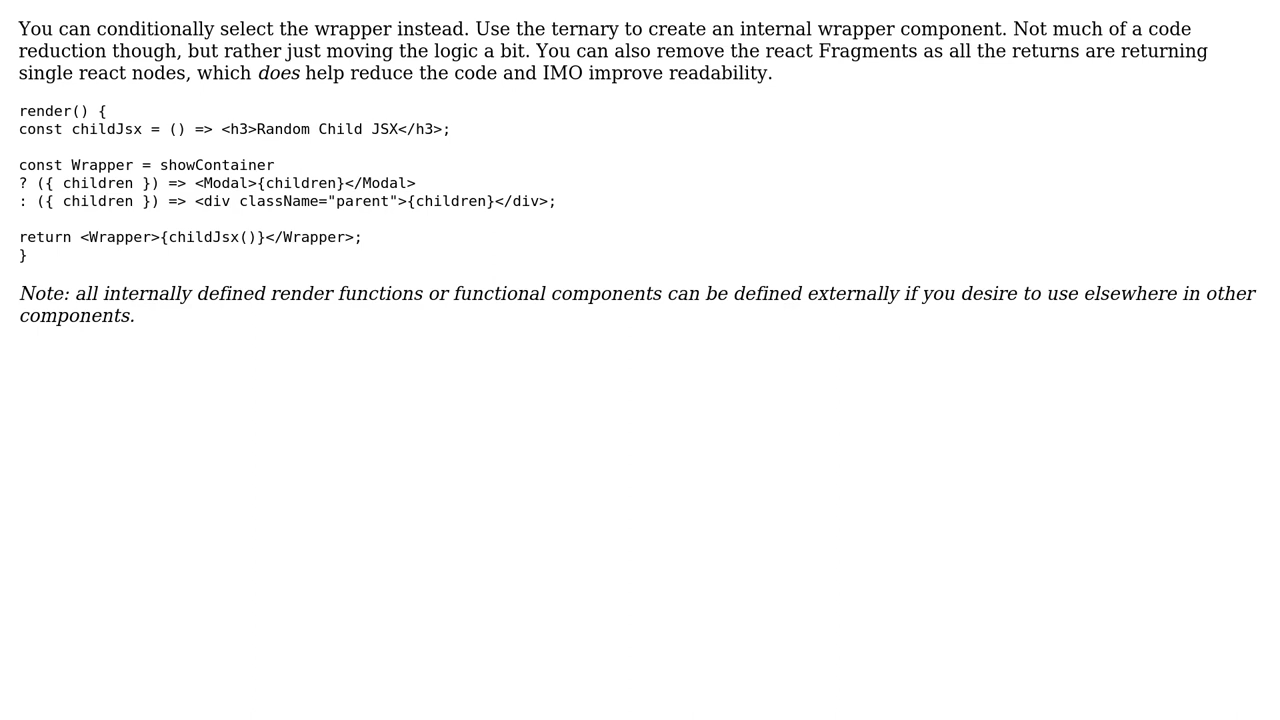 You can conditionally select the wrapper instead. Use the ternary to create an internal wrapper component. Not much of a code
reduction though, but rather just moving the logic a bit. You can also remove the react Fragments as all the returns are returning
single react nodes, which does help reduce the code and IMO improve readability.
render() {
const childJsx = () => <h3>Random Child JSX</h3>;
const Wrapper = showContainer
? ({ children }) => <Modal>{children}</Modal>
: ({ children }) => <div className="parent">{children}</div>;
return <Wrapper>{childJsx()}</Wrapper>;
}
Note: all internally defined render functions or functional components can be defined externally if you desire to use elsewhere in other
components.